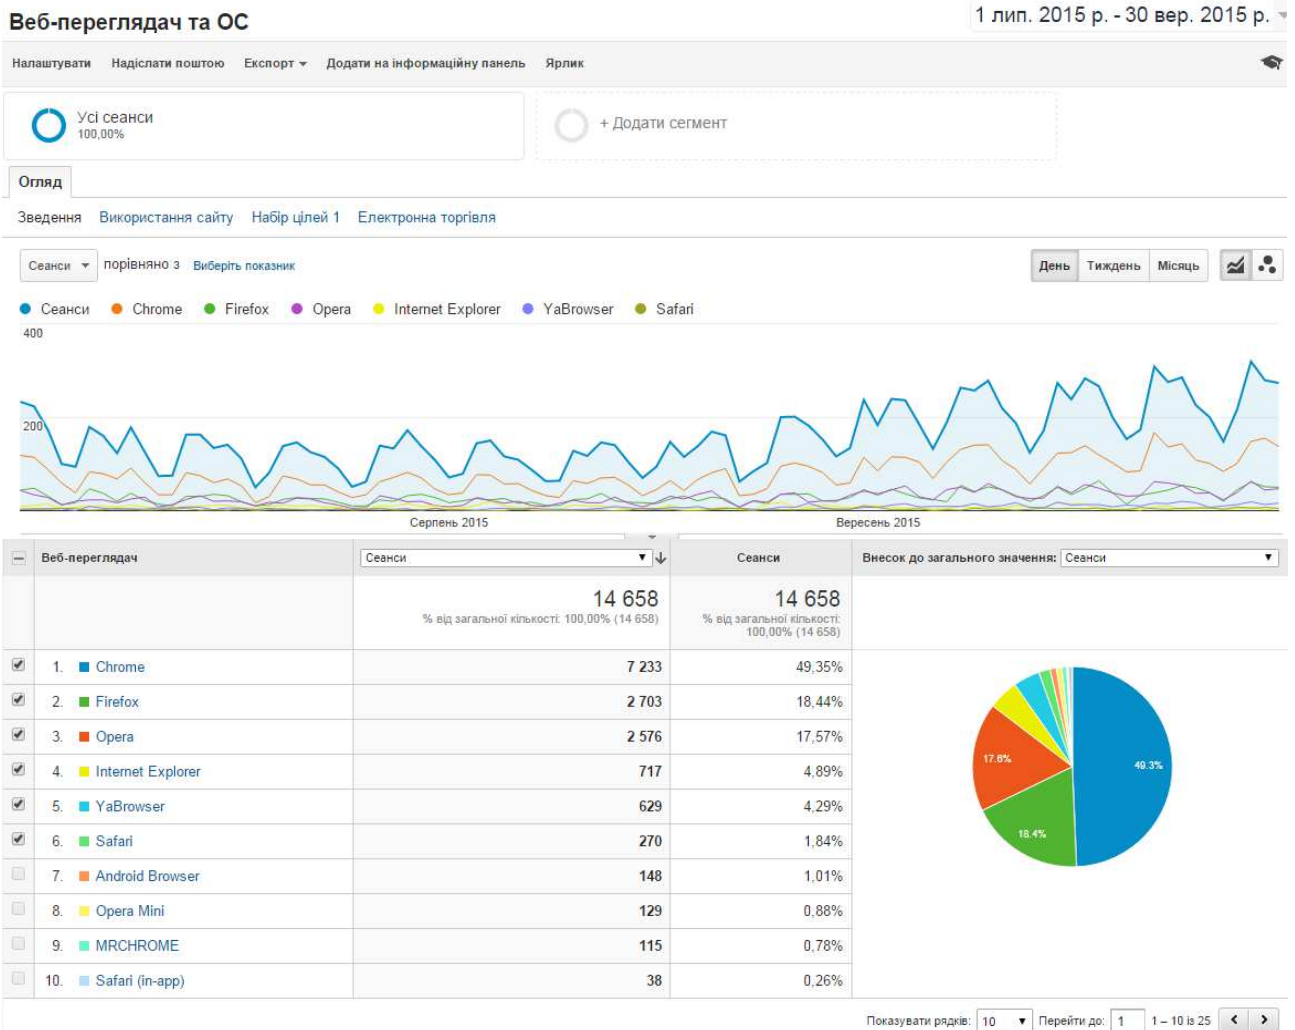 Веб-переглядач та ОС
1 лип. 2015 р. - 30 вер. 2015 р.
Налаштувати Надіслати поштою Експорт Додати на інформаційну панель Ярлик
Усі сеанси
100,00%
+ Додати сегмент
Огляд
Зведення Використання сайту Набір цілей 1 Електронна торгівля
Сеанси порівняно з Виберіть показник День Тиждень Місяць
Сеанси Chrome Firefox Opera Internet Explorer YaBrowser Safari
400
200
Серпень 2015 Вересень 2015
Веб-переглядач Сеанси Сеанси Внесок до загального значення: Сеанси
14 658 14 658
% від загальної кількості: 100,00% (14 658) % від загальної кількості:
100,00% (14 658)
1. Chrome 7 233 49,35%
2. Firefox 2 703 18,44%
3. Opera 2 576 17,57%
4. Internet Explorer 717 4,89%
5. YaBrowser 629 4,29%
6. Safari 270 1,84%
7. Android Browser 148 1,01%
8. Opera Mini 129 0,88%
9. MRCHROME 115 0,78%
10. Safari (in-app) 38 0,26%
17.6%
49.3%
18.4%
Показувати рядків: 10 Перейти до: 1 1 – 10 із 25